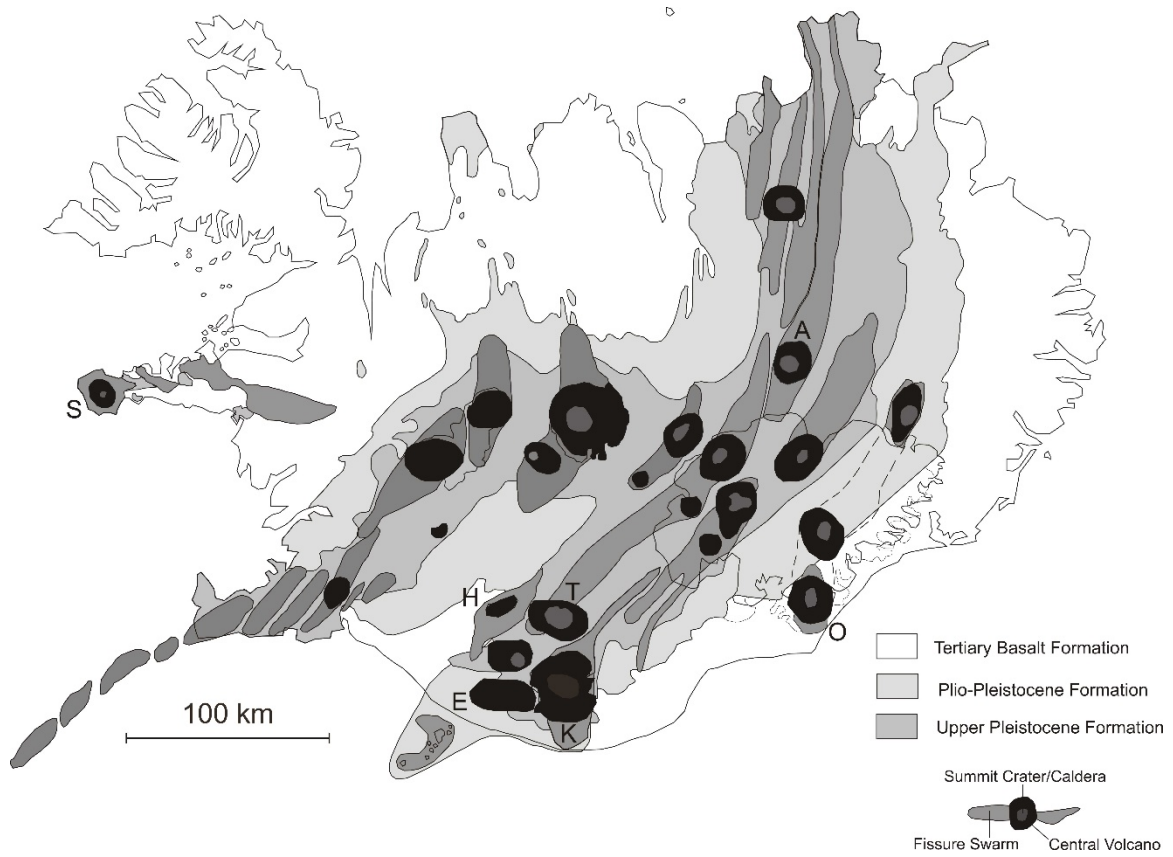 A
S
H
T
E
K
O
100 km
Tertiary Basalt Formation
Plio-Pleistocene Formation
Upper Pleistocene Formation
Summit Crater/Caldera
Fissure Swarm
Central Volcano